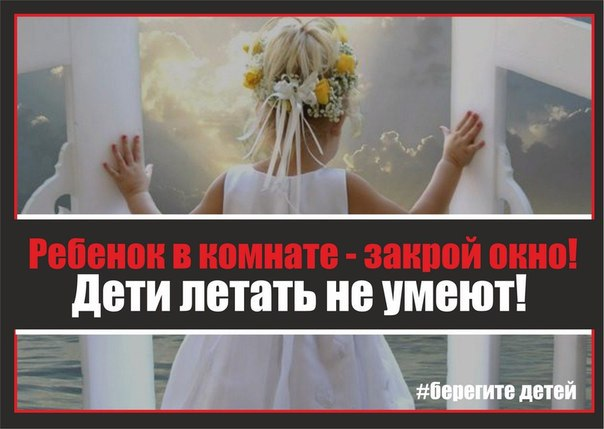 Ребенок в комнате - закрой окно!
Дети летать не умеют!
#берегите детей